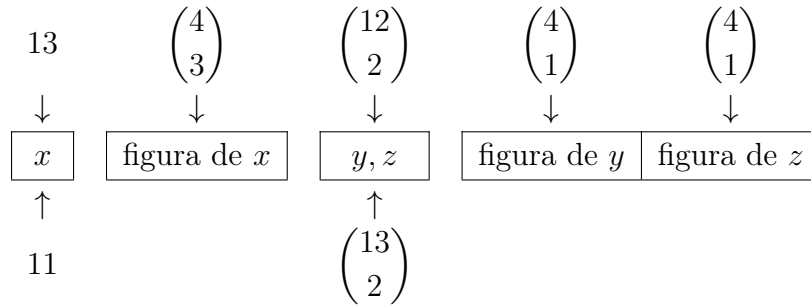 13 (4 3) (12 2) (4 1) (4 1)
↓ ↓ ↓ ↓ ↓
x figura de x y, z figura de y figura de z
↑ ↑
11 (13 2)